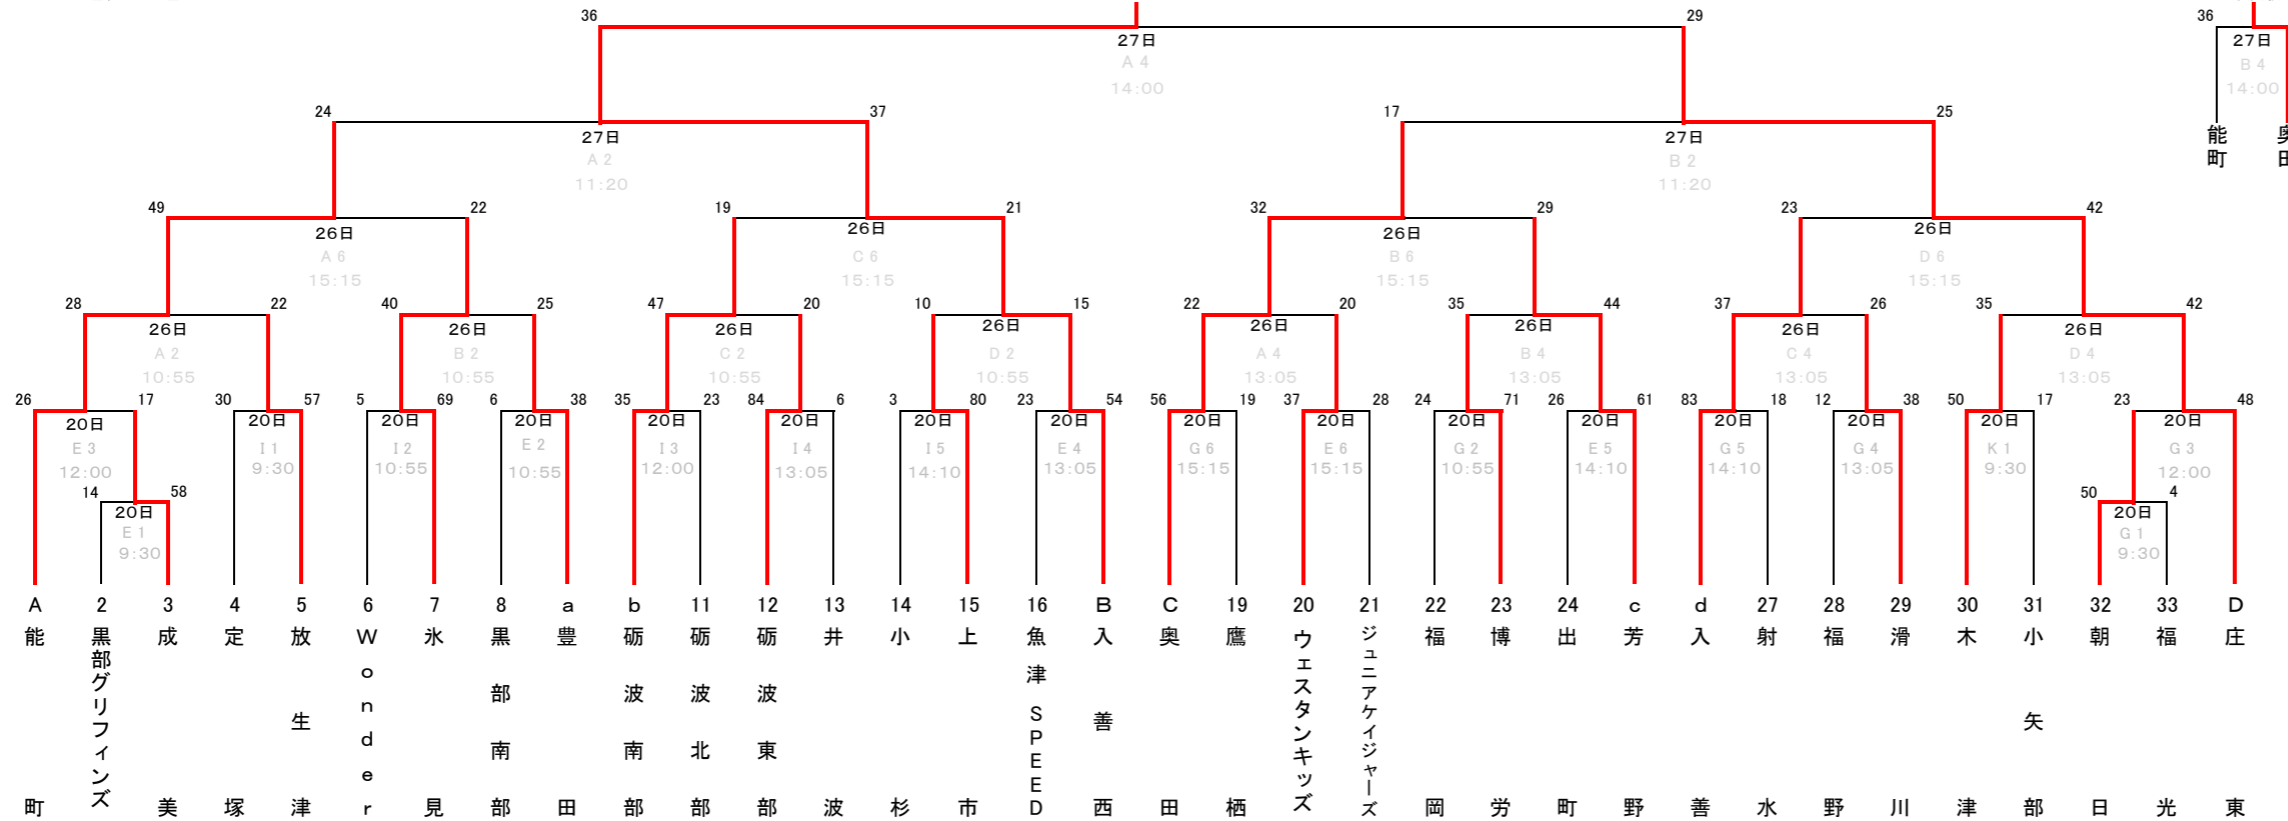 36 29 36
27日 27日
A 4 B 4
14:00 14:00
24 37 17 25
27日 27日
A 2 B 2
11:20 11:20
能町 奥田
49 22 19 21 32 29 23 42
26日 26日 26日 26日
A 6 C 6 B 6 D 6
15:15 15:15 15:15 15:15
28 22 40 25 47 20 10 15 22 20 35 44 37 26 35 42
26日 26日 26日 26日 26日 26日 26日 26日
A 2 B 2 C 2 D 2 A 4 B 4 C 4 D 4
10:55 10:55 10:55 10:55 13:05 13:05 13:05 13:05
26 17 30 57 5 69 6 38 35 23 84 6 3 80 23 54 56 19 37 28 24 71 26 61 83 18 12 38 50 17 23 48
20日 20日 20日 20日 20日 20日 20日 20日 20日 20日 20日 20日 20日 20日 20日 20日
E 3 I 1 I 2 E 2 I 3 I 4 I 5 E 4 G 6 E 6 G 2 E 5 G 5 G 4 K 1 G 3
12:00 9:30 10:55 10:55 12:00 13:05 14:10 13:05 15:15 15:15 10:55 14:10 14:10 13:05 9:30 12:00
14 58 50 4
20日 20日
E 1 G 1
9:30 9:30
A 能町
2 黒部グリフィンズ
3 成美
4 定塚
5 放生津
6 Wonder
7 氷見
8 黒部南部
a 豊田
b 砺波南部
11 砺波北部
12 砺波東部
13 井波
14 小杉
15 上市
16 魚津 SPEED
B 入善西
C 奥田
19 鷹栖
20 ウェスタンキッズ
21 ジュニアケイジャーズ
22 福岡
23 博労
24 出町
c 芳野
d 入善
27 射水
28 福野
29 滑川
30 木津
31 小矢部
32 朝日
33 福光
D 庄東